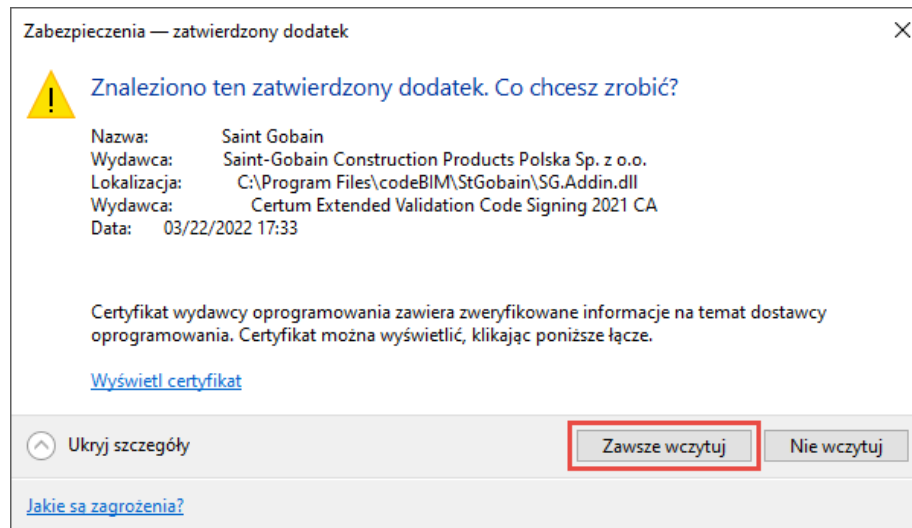 Zabezpieczenia — zatwierdzony dodatek
Znaleziono ten zatwierdzony dodatek. Co chcesz zrobić?
Nazwa: Saint Gobain
Wydawca: Saint-Gobain Construction Products Polska Sp. z o.o.
Lokalizacja: C:\Program Files\codeBIM\StGobain\SG.Addin.dll
Wydawca: Certum Extended Validation Code Signing 2021 CA
Data: 03/22/2022 17:33
Certyfikat wydawcy oprogramowania zawiera zweryfikowane informacje na temat dostawcy
oprogramowania. Certyfikat można wyświetlić, klikając poniższe łącze.
Wyświetl certyfikat
Ukryj szczegóły Zawsze wczytuj Nie wczytuj
Jakie są zagrożenia?